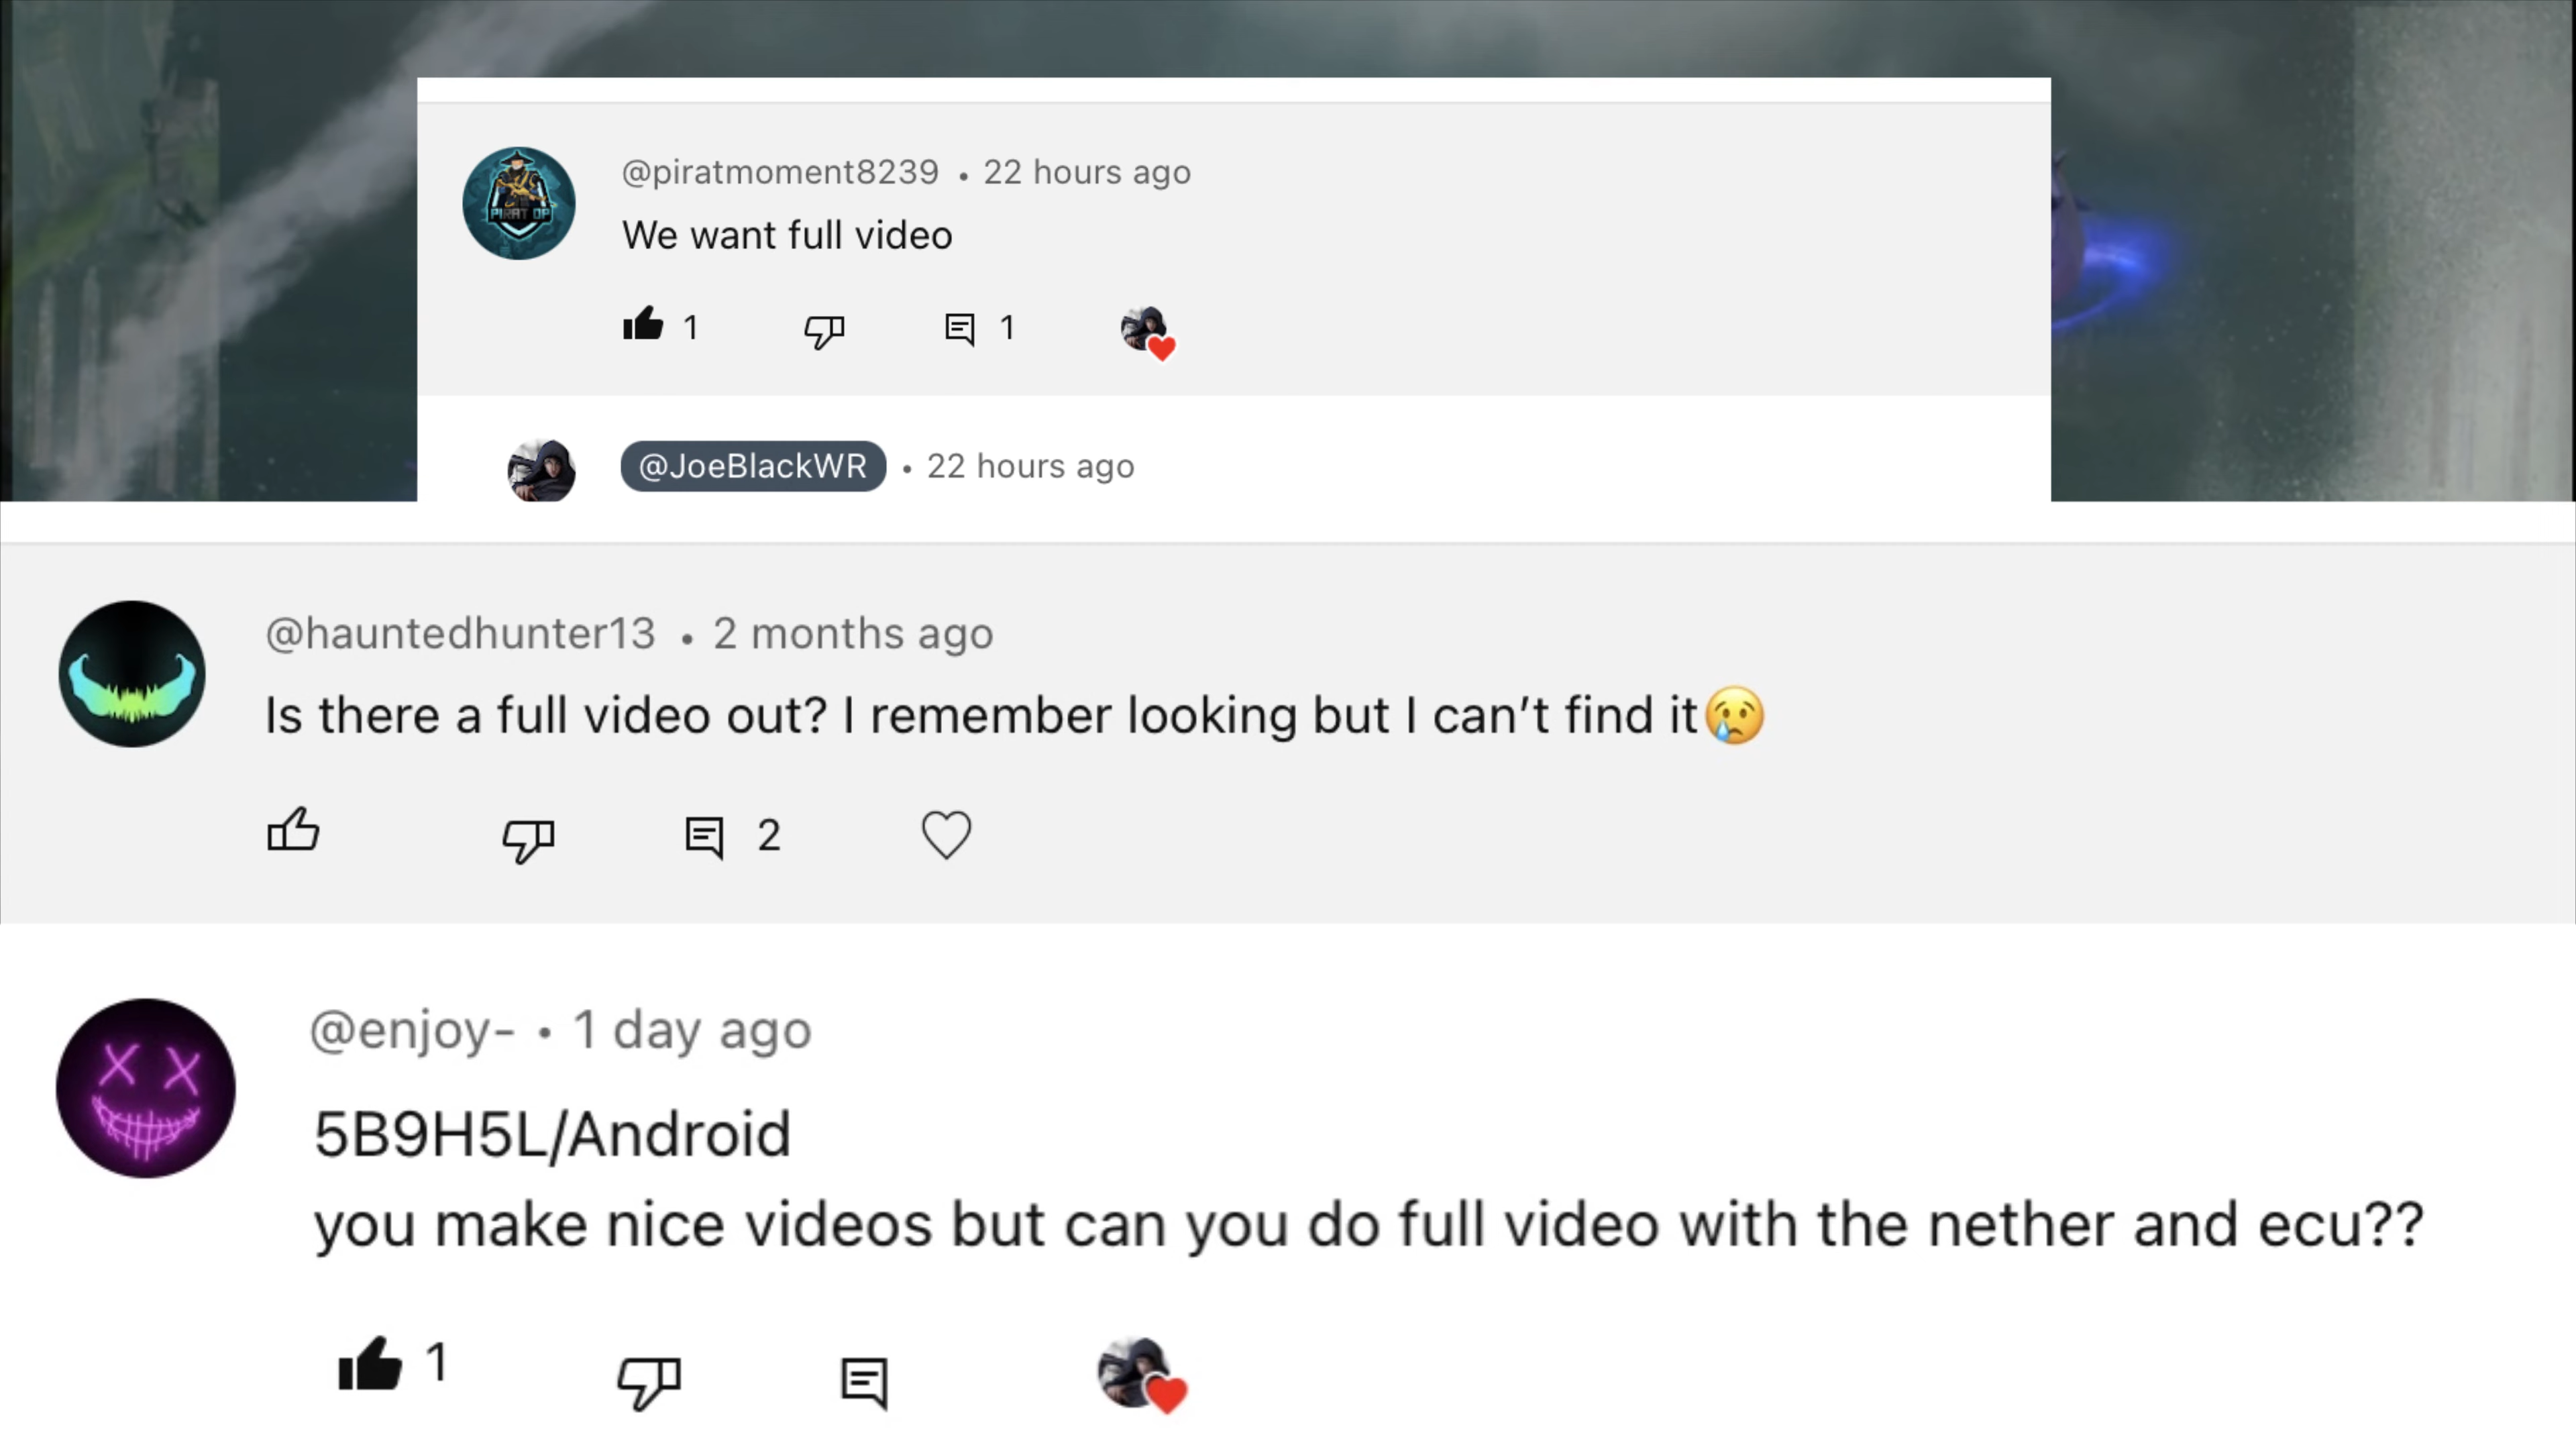 PIRAT OP
@piratmoment8239 • 22 hours ago
We want full video
1 1
@JoeBlackWR • 22 hours ago
@hauntedhunter13 • 2 months ago
Is there a full video out? I remember looking but I can’t find it😢
2
@enjoy- • 1 day ago
5B9H5L/Android
you make nice videos but can you do full video with the nether and ecu??
1